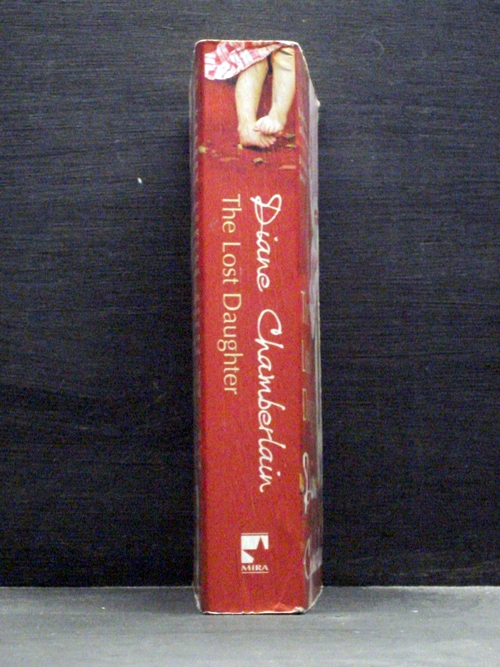 Diane Chamberlain
The Lost Daughter
MIRA